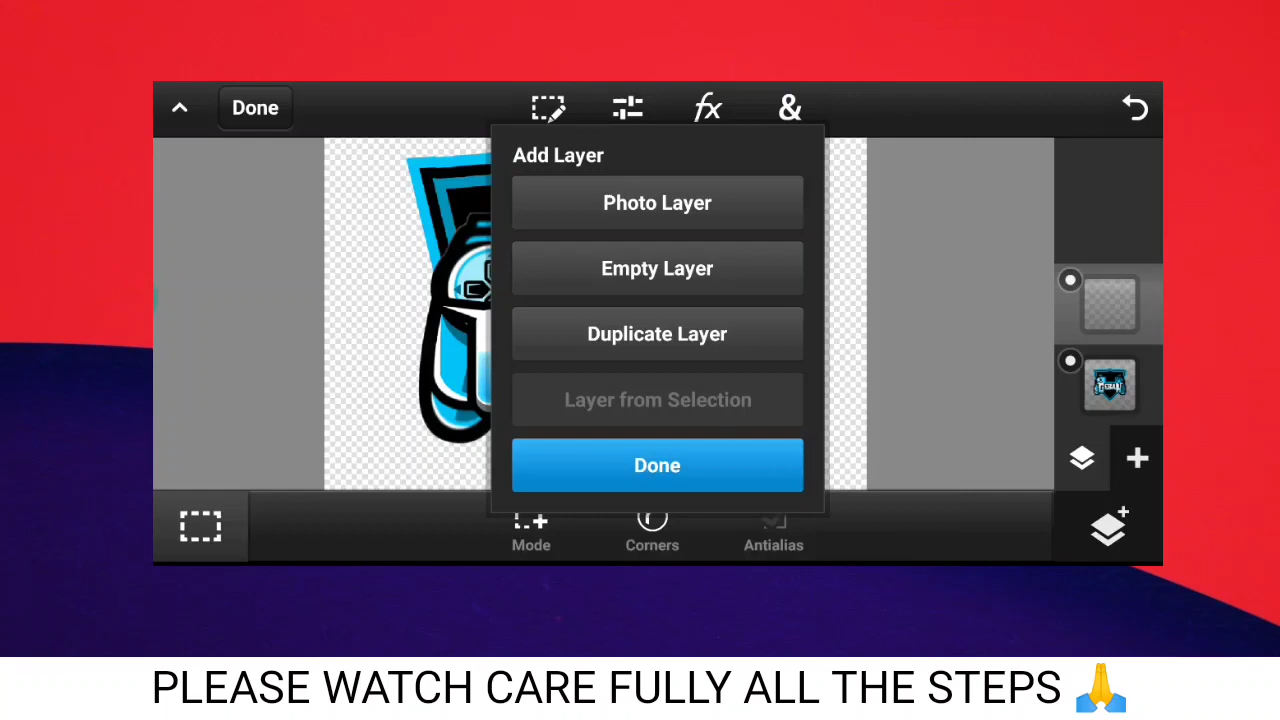 Done
fx
&
Add Layer
Photo Layer
Empty Layer
Duplicate Layer
Layer from Selection
Done
Mode
Corners
Antialias
PLEASE WATCH CARE FULLY ALL THE STEPS 🙏